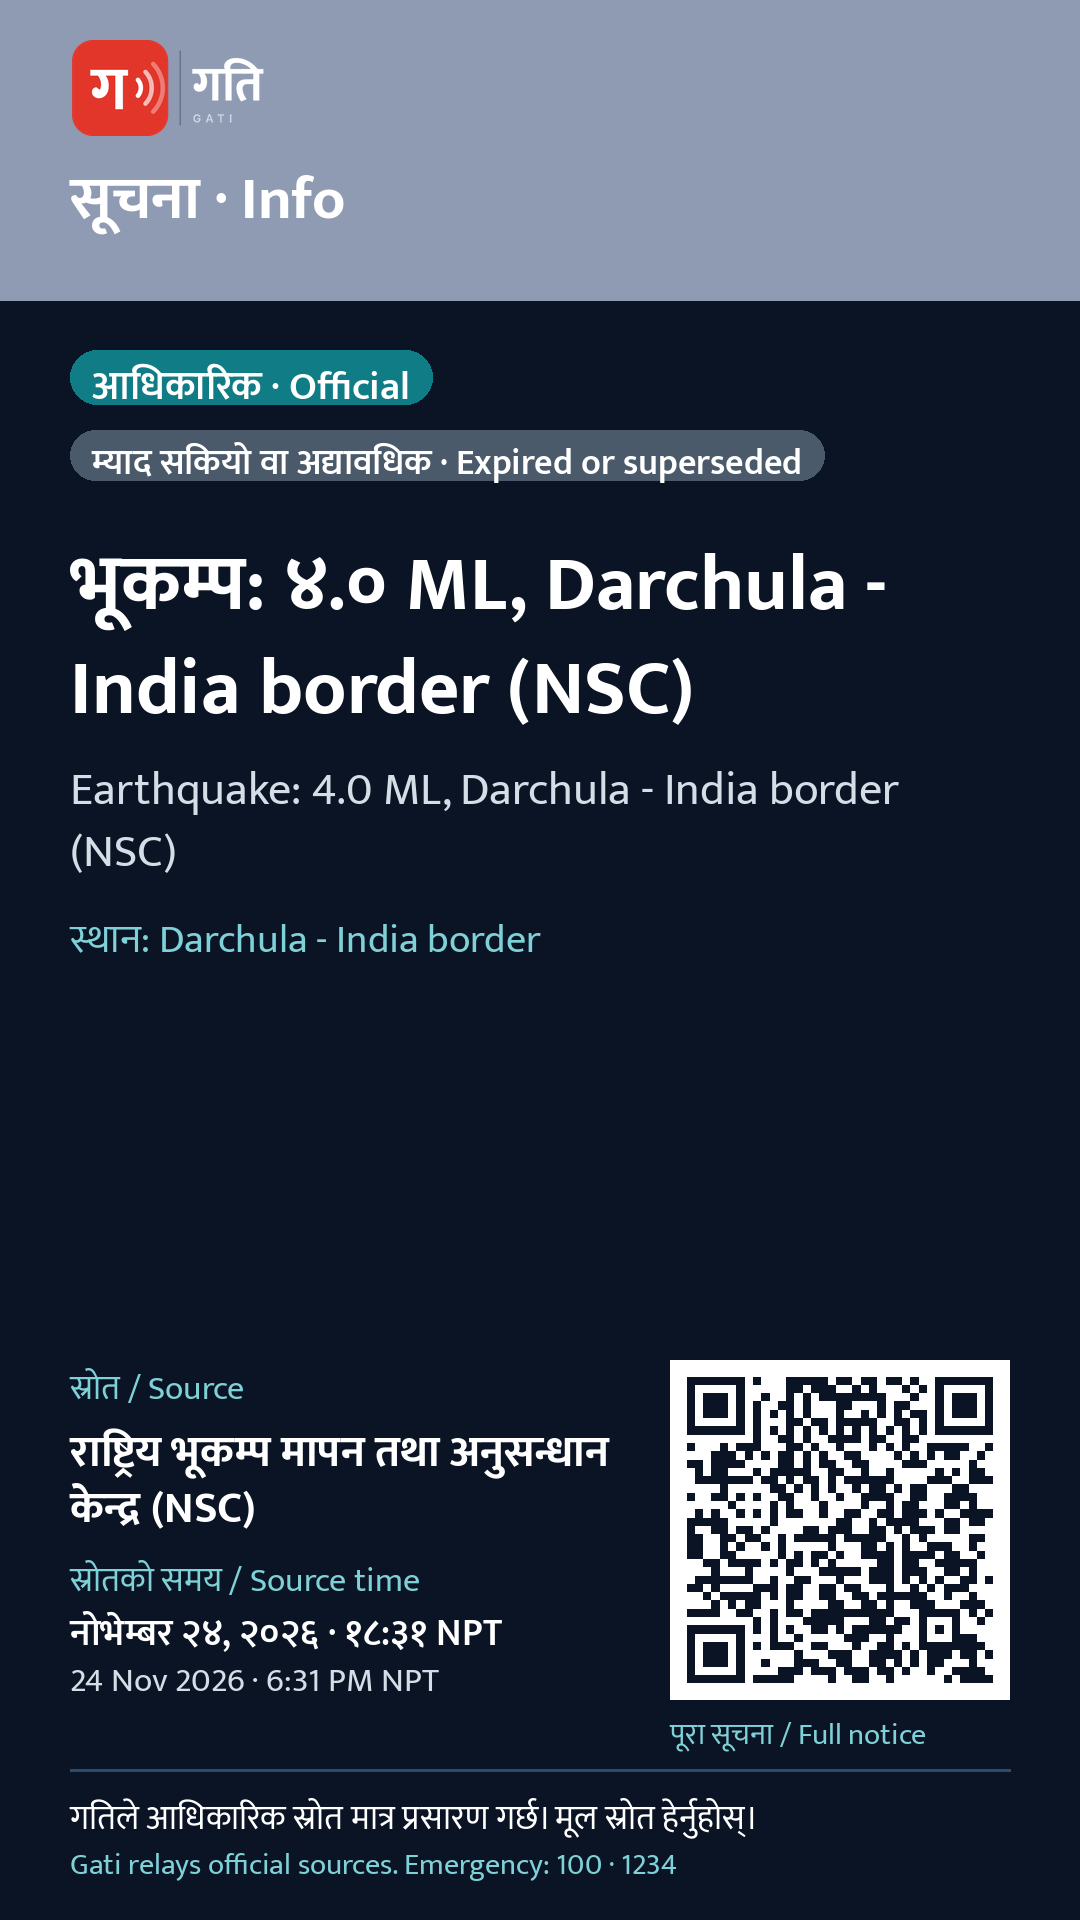 ग
गति
GATI
सूचना · Info
आधिकारिक · Official
म्याद सकियो वा अद्यावधिक · Expired or superseded
भूकम्प: ४.० ML, Darchula -
India border (NSC)
Earthquake: 4.0 ML, Darchula - India border
(NSC)
स्थान: Darchula - India border
स्रोत / Source
राष्ट्रिय भूकम्प मापन तथा अनुसन्धान
केन्द्र (NSC)
स्रोतको समय / Source time
नोभेम्बर २४, २०२६ · १८:३१ NPT
24 Nov 2026 · 6:31 PM NPT
पूरा सूचना / Full notice
गतिले आधिकारिक स्रोत मात्र प्रसारण गर्छ। मूल स्रोत हेर्नुहोस्।
Gati relays official sources. Emergency: 100 · 1234